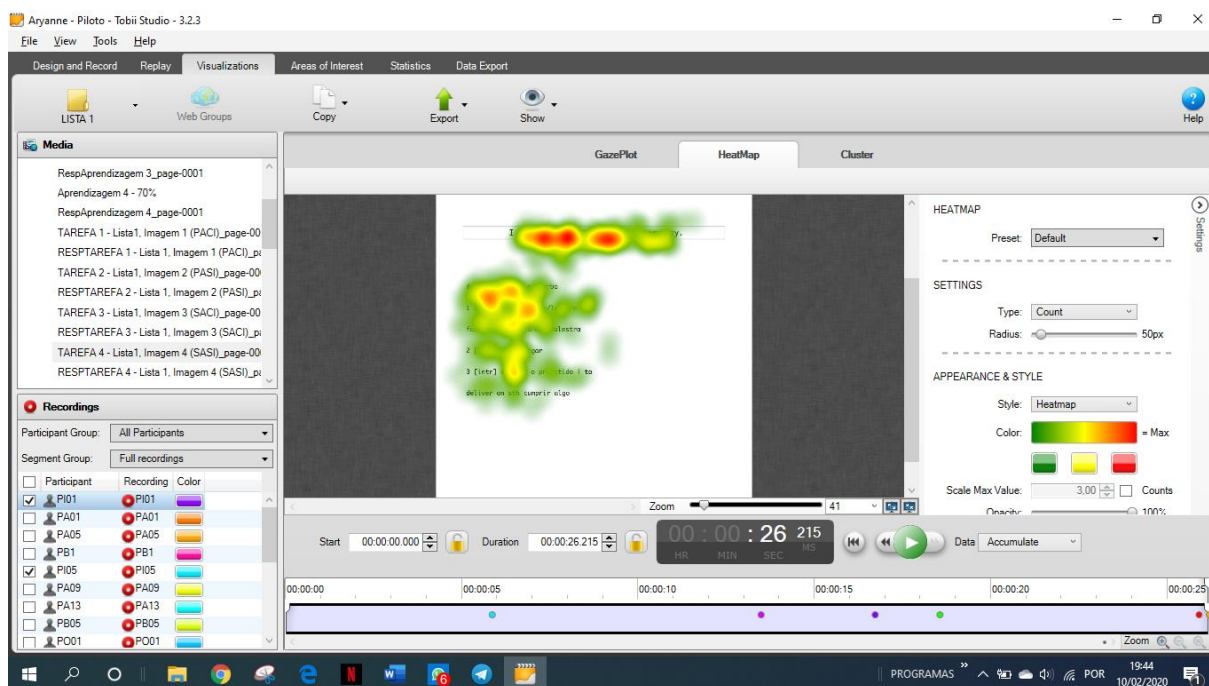 Aryanne - Piloto - Tobii Studio - 3.2.3
File View Tools Help
Design and Record Replay Visualizations Areas of Interest Statistics Data Export
LISTA 1 Web Groups Copy Export Show Help
Media
RespAprendizagem 3_page-0001
Aprendizagem 4 - 70%
RespAprendizagem 4_page-0001
TAREFA 1 - Lista1, Imagem 1 (PACI)_page-00
RESPTAREFA 1 - Lista 1, Imagem 1 (PACI)_pa
TAREFA 2 - Lista1, Imagem 2 (PASI)_page-00
RESPTAREFA 2 - Lista 1, Imagem 2 (PASI)_pa
TAREFA 3 - Lista1, Imagem 3 (SACI)_page-00
RESPTAREFA 3 - Lista 1, Imagem 3 (SACI)_pa
TAREFA 4 - Lista1, Imagem 4 (SASI)_page-00
RESPTAREFA 4 - Lista 1, Imagem 4 (SASI)_pa
Recordings
Participant Group: All Participants
Segment Group: Full recordings
Participant Recording Color
PI01 PI01
PA01 PA01
PA05 PA05
PB1 PB1
PI05 PI05
PA09 PA09
PA13 PA13
PB05 PB05
PO01 PO01
GazePlot HeatMap Cluster
2
3 [intr] i to
deliver on sth cumprir algo
HEATMAP
Preset: Default
SETTINGS
Type: Count
Radius: 50px
APPEARANCE & STYLE
Style: Heatmap
Color: = Max
Scale Max Value: 3,00 Counts
Opacity: 100%
Settings
Zoom 41
Start 00:00:00.000 Duration 00:00:26.215 00 : 00 : 26 215 Data Accumulate
HR MIN SEC MS
00:00:00 00:00:05 00:00:10 00:00:15 00:00:20 00:00:25
Zoom
PROGRAMAS POR 19:44
10/02/2020